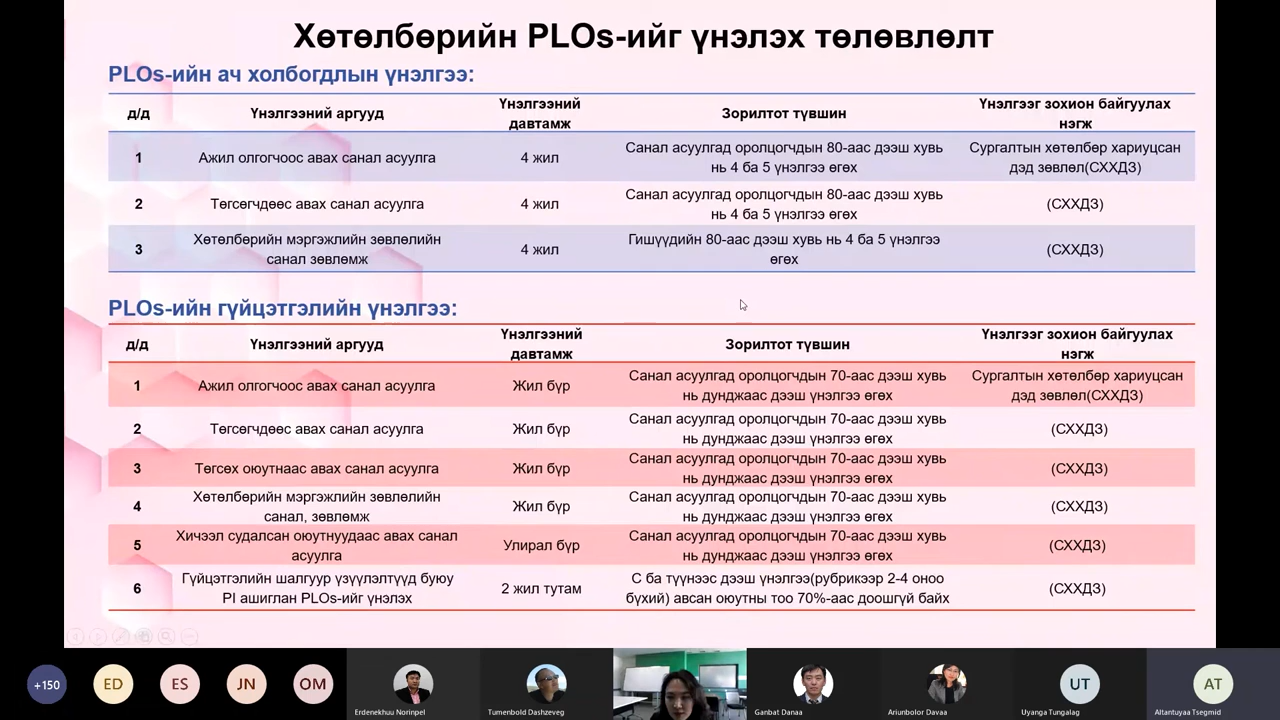 Хөтөлбөрийн PLOs-ийг үнэлэх төлөвлөлт
PLOs-ийн ач холбогдлын үнэлгээ:
д/д
Үнэлгээний аргууд
Үнэлгээний
давтамж
Зорилтот түвшин
Үнэлгээг зохион байгуулах
нэгж
1
Ажил олгогчоос авах санал асуулга
4 жил
Санал асуулгад оролцогчдын 80-аас дээш хувь
нь 4 ба 5 үнэлгээ өгөх
Сургалтын хөтөлбөр хариуцсан
дэд зөвлөл(СХХДЗ)
2
Төгсөгчдөөс авах санал асуулга
4 жил
Санал асуулгад оролцогчдын 80-аас дээш хувь
нь 4 ба 5 үнэлгээ өгөх
(СХХДЗ)
3
Хөтөлбөрийн мэргэжлийн зөвлөлийн
санал зөвлөмж
4 жил
Гишүүдийн 80-аас дээш хувь нь 4 ба 5 үнэлгээ
өгөх
(СХХДЗ)
PLOs-ийн гүйцэтгэлийн үнэлгээ:
д/д
Үнэлгээний аргууд
Үнэлгээний
давтамж
Зорилтот түвшин
Үнэлгээг зохион байгуулах
нэгж
1
Ажил олгогчоос авах санал асуулга
Жил бүр
Санал асуулгад оролцогчдын 70-аас дээш хувь
нь дунджаас дээш үнэлгээ өгөх
Сургалтын хөтөлбөр хариуцсан
дэд зөвлөл(СХХДЗ)
2
Төгсөгчдөөс авах санал асуулга
Жил бүр
Санал асуулгад оролцогчдын 70-аас дээш хувь
нь дунджаас дээш үнэлгээ өгөх
(СХХДЗ)
3
Төгсөх оюутнаас авах санал асуулга
Жил бүр
Санал асуулгад оролцогчдын 70-аас дээш хувь
нь дунджаас дээш үнэлгээ өгөх
(СХХДЗ)
4
Хөтөлбөрийн мэргэжлийн зөвлөлийн
санал, зөвлөмж
Жил бүр
Санал асуулгад оролцогчдын 70-аас дээш хувь
нь дунджаас дээш үнэлгээ өгөх
(СХХДЗ)
5
Хичээл судалсан оюутнуудаас авах санал
асуулга
Улирал бүр
Санал асуулгад оролцогчдын 70-аас дээш хувь
нь дунджаас дээш үнэлгээ өгөх
(СХХДЗ)
6
Гүйцэтгэлийн шалгуур үзүүлэлтүүд буюу
PI ашиглан PLOs-ийг үнэлэх
2 жил тутам
С ба түүнээс дээш үнэлгээ(рубрикээр 2-4 оноо
бүхий) авсан оюутны тоо 70%-аас доошгүй байх
(СХХДЗ)
+150
ED
ES
JN
OM
Erdenekhuu Norinpel
Tumenbold Dashzeveg
Ganbat Danaa
Ariunbolor Davaa
UT
Uyanga Tungalag
AT
Altantuyaa Tsegmid